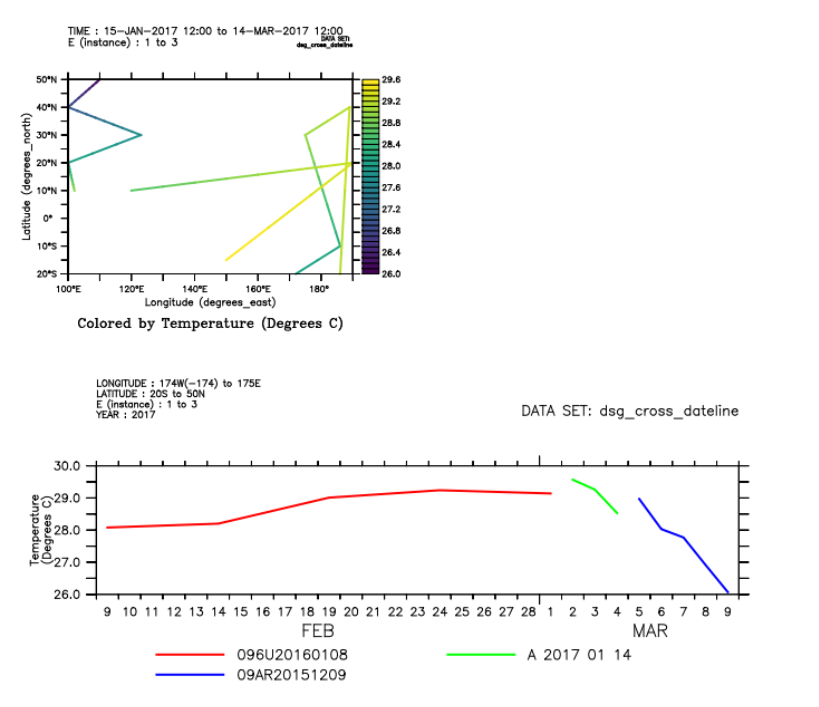 TIME : 15-JAN-2017 12:00 to 14-MAR-2017 12:00
E (instance) : 1 to 3
DATA SET:
dsg_cross_dateline
50°N
40°N
30°N
20°N
10°N
0°
10°S
20°S
Latitude (degrees_north)
100°E 120°E 140°E 160°E 180°
Longitude (degrees_east)
29.6
29.2
28.8
28.4
28.0
27.6
27.2
26.8
26.4
26.0
Colored by Temperature (Degrees C)
LONGITUDE : 174W(-174) to 175E
LATITUDE : 20S to 50N
E (instance) : 1 to 3
YEAR : 2017
DATA SET: dsg_cross_dateline
30.0
29.0
28.0
27.0
26.0
Temperature
(Degrees C)
9 10 11 12 13 14 15 16 17 18 19 20 21 22 23 24 25 26 27 28 1 2 3 4 5 6 7 8 9
FEB MAR
096U20160108 A 2017 01 14
09AR20151209